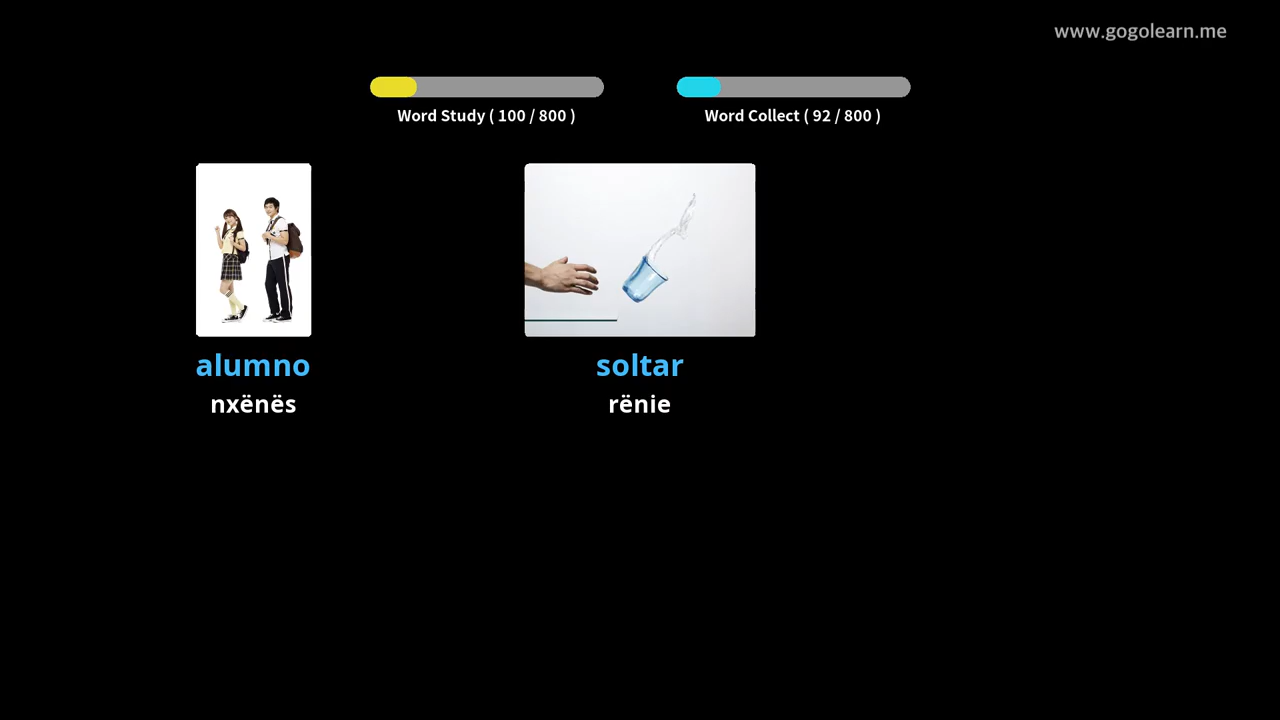 www.gogolearn.me
Word Study ( 100 / 800 )
Word Collect ( 92 / 800 )
alumno
nxënës
soltar
rënie